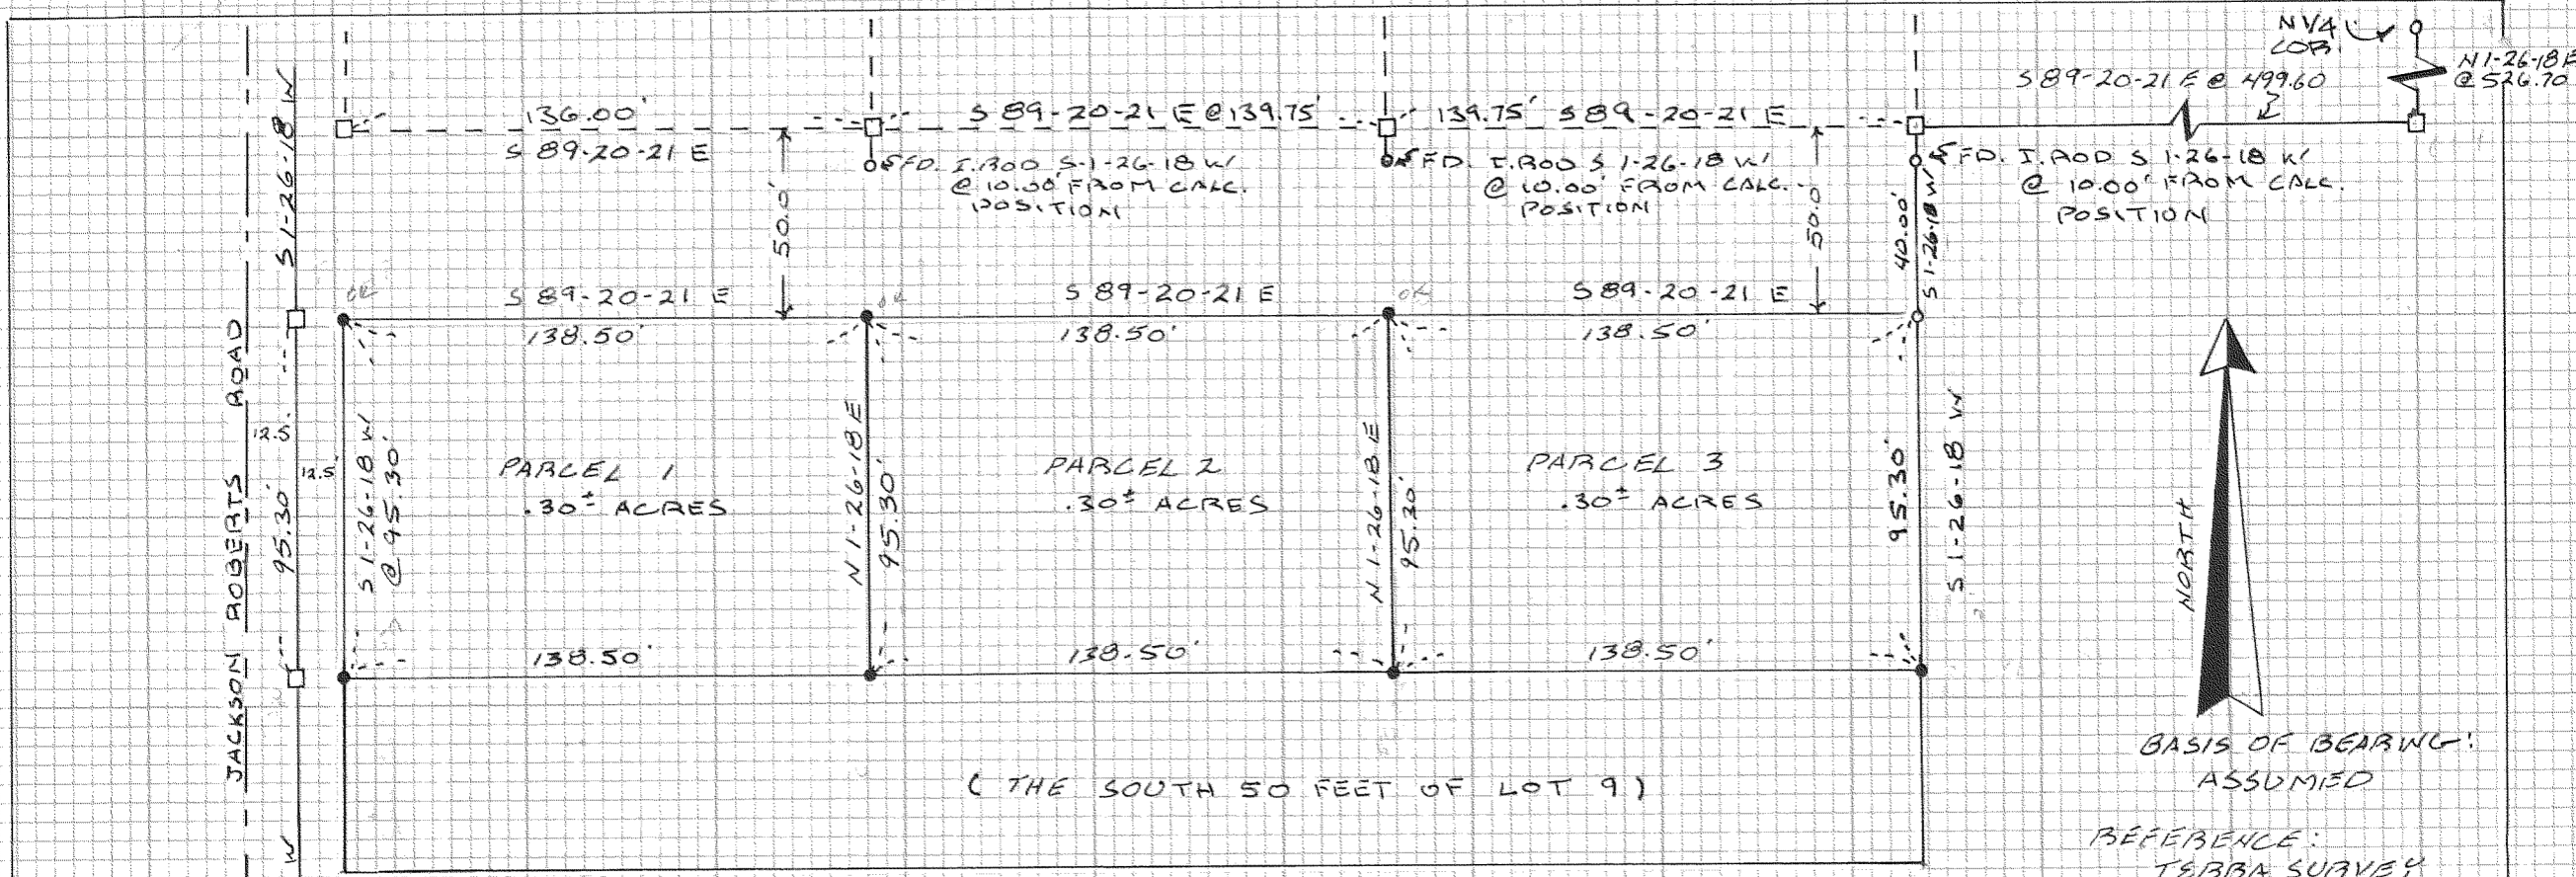 N1/4
COR.
N 1-26-18 E
@ 526.70
S 89-20-21 E @ 499.60
136.00'
S 89-20-21 E
S 89-20-21 E @ 139.75'
139.75' S 89-20-21 E
FD. I.ROD S-1-26-18 W
@ 10.00' FROM CALC.
POSITION
FD. I.ROD S 1-26-18 W
@ 10.00' FROM CALC.
POSITION
FD. I.ROD S 1-26-18 W
@ 10.00' FROM CALC.
POSITION
S 1-26-18 W
50.0'
50.0
40.00'
S 1-26-18 W
OK
S 89-20-21 E
138.50'
OK
S 89-20-21 E
138.50'
OK
S 89-20-21 E
138.50'
JACKSON ROBERTS ROAD
12.5
12.5'
95.30'
S 1-26-18 W
@ 95.30'
PARCEL 1
.30± ACRES
N 1-26-18 E
95.30'
PARCEL 2
.30± ACRES
N 1-26-18 E
95.30'
PARCEL 3
.30± ACRES
95.30'
S 1-26-18 W
NORTH
138.50'
138.50'
138.50'
W
(THE SOUTH 50 FEET OF LOT 9)
BASIS OF BEARING:
ASSUMED
REFERENCE:
TERRA SURVEY